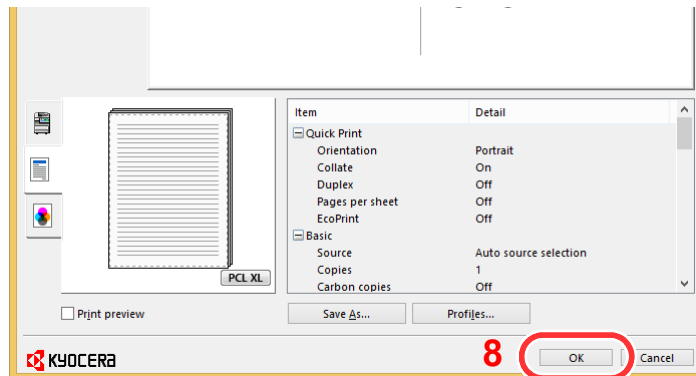 Item Detail
Quick Print
Orientation Portrait
Collate On
Duplex Off
Pages per sheet Off
EcoPrint Off
Basic
Source Auto source selection
Copies 1
Carbon copies Off
PCL XL
Print preview
Save As... Profiles...
KYOCERA
8 OK Cancel